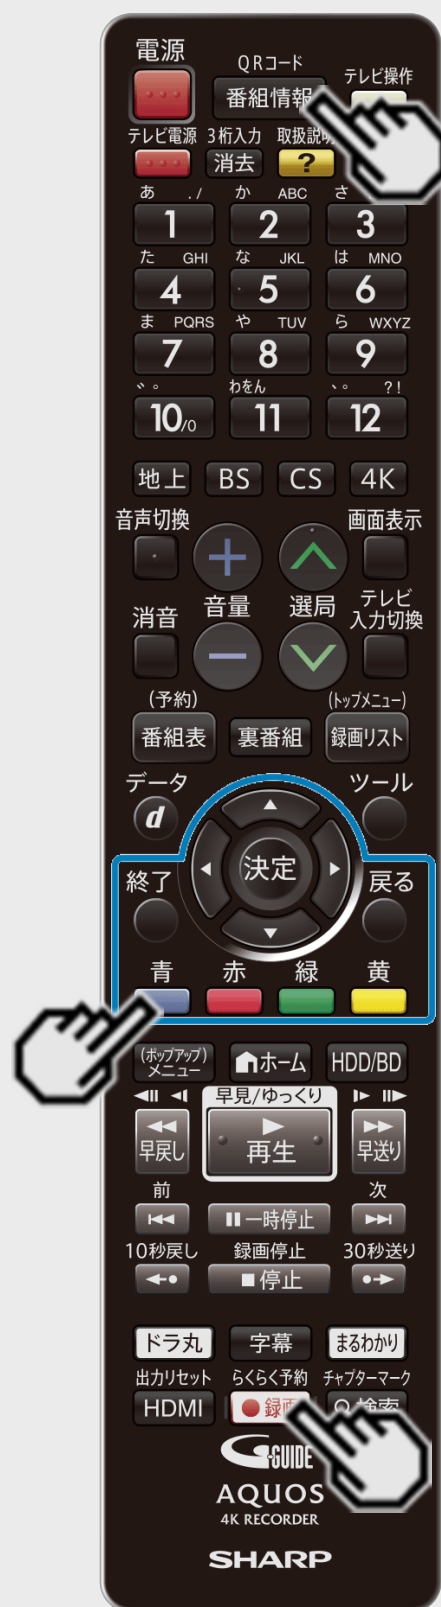 電源
QRコード
番組情報
テレビ操作
テレビ電源 3桁入力
消去 ?
あ ./ か ABC さ
1 2 3
た GHI な JKL は MNO
4 5 6
ま PQRS や TUV ら WXYZ
7 8 9
゛゜ わをん 、。 ?!
10/0 11 12
地上 BS CS 4K
音声切換 画面表示
+ ∧
消音 音量 選局 テレビ
入力切換
− ∨
(予約) (トップメニュー)
番組表 裏番組 録画リスト
データ ツール
d
決定
終了 戻る
青 赤 緑 黄
(ポップアップ)
メニュー ホーム HDD/BD
早見/ゆっくり
早戻し 再生 早送り
前 次
一時停止
10秒戻し 録画停止 30秒送り
停止
ドラ丸 字幕 まるわかり
出力リセット らくらく予約 チャプターマーク
HDMI
G-GUIDE
AQUOS
4K RECORDER
SHARP